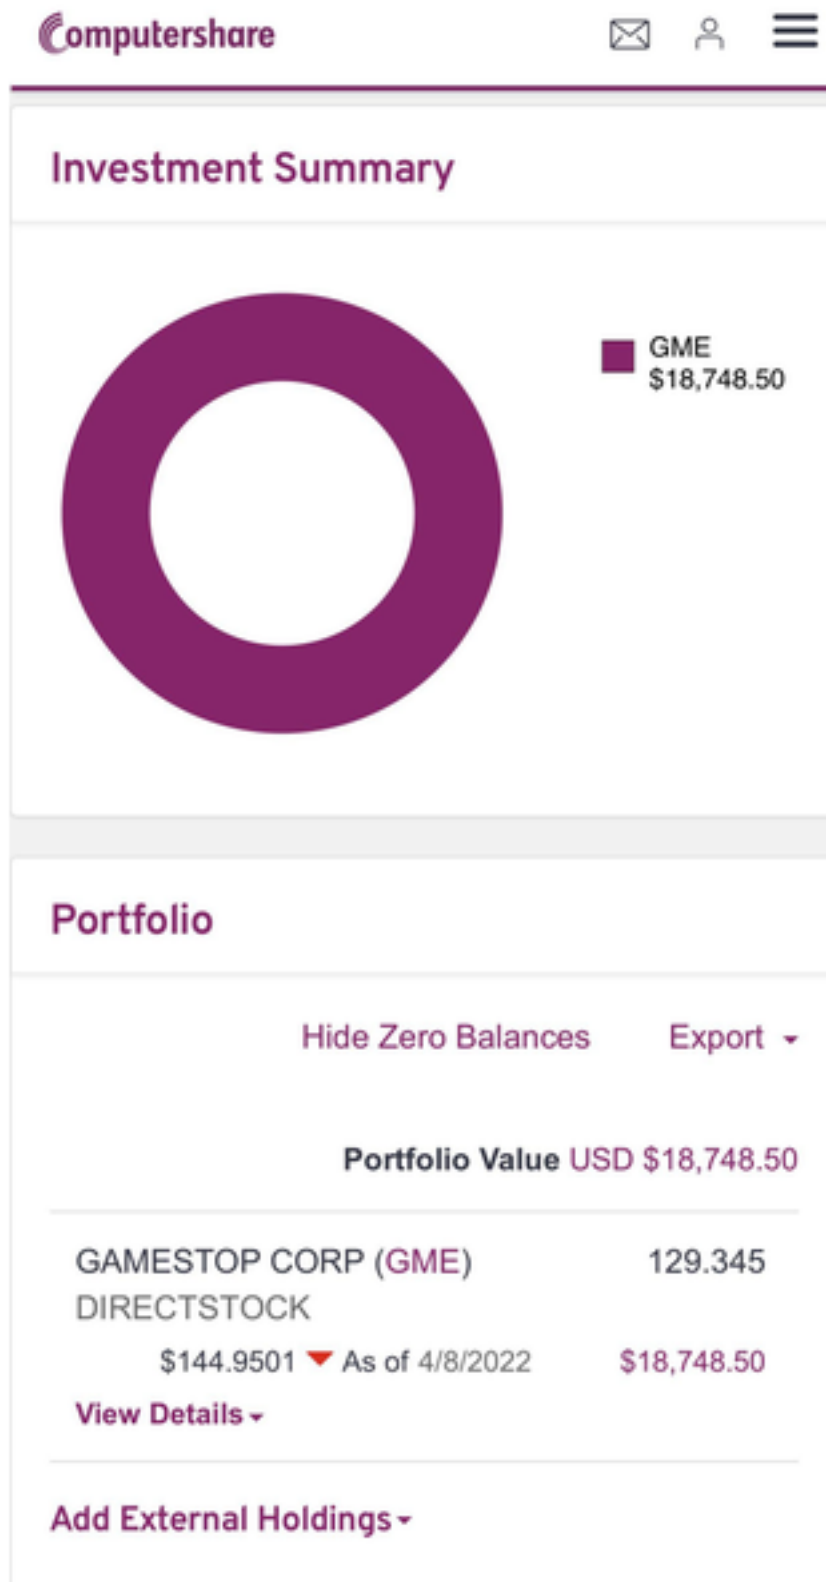 Computershare
Investment Summary
GME
$18,748.50
Portfolio
Hide Zero Balances Export
Portfolio Value USD $18,748.50
GAMESTOP CORP (GME) 129.345
DIRECTSTOCK
$144.9501 As of 4/8/2022 $18,748.50
View Details
Add External Holdings